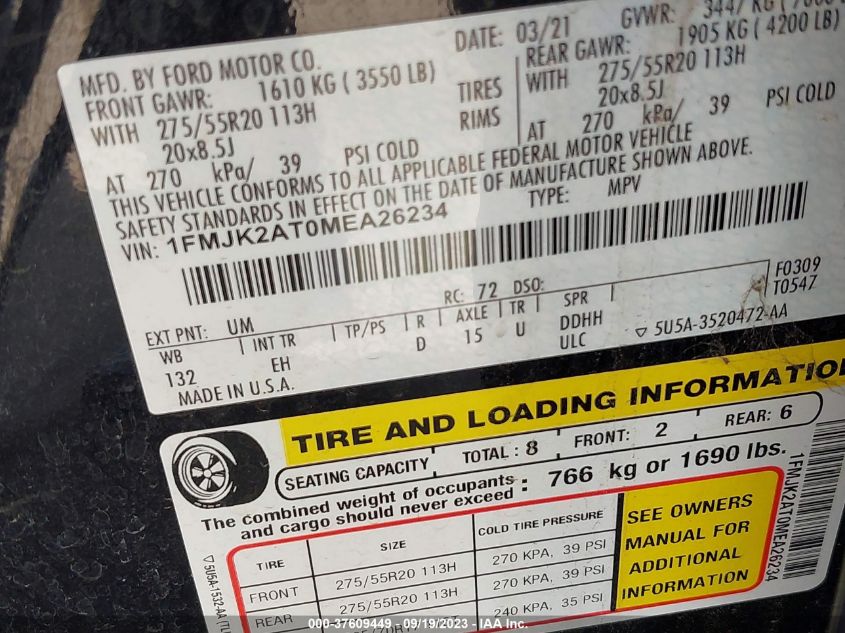 MFD. BY FORD MOTOR CO.
DATE: 03/21
GVWR:
FRONT GAWR: 1610 KG ( 3550 LB)
REAR GAWR: 1905 KG ( 4200 LB)
WITH 275/55R20 113H TIRES
WITH 275/55R20 113H
20x8.5J RIMS
20x8.5J
AT 270 kPa/ 39 PSI COLD
AT 270 kPa/ 39 PSI COLD
THIS VEHICLE CONFORMS TO ALL APPLICABLE FEDERAL MOTOR VEHICLE
SAFETY STANDARDS IN EFFECT ON THE DATE OF MANUFACTURE SHOWN ABOVE.
VIN: 1FMJK2AT0MEA26234
TYPE: MPV
F0309
T0547
EXT PNT: UM RC: 72 DSO:
WB INT TR TP/PS R AXLE TR SPR
132 EH D 15 U DDHH
ULC
MADE IN U.S.A.
5U5A-3520472-AA
TIRE AND LOADING INFORMATION
SEATING CAPACITY TOTAL : 8 FRONT: 2 REAR: 6
The combined weight of occupants
and cargo should never exceed : 766 kg or 1690 lbs.
TIRE SIZE COLD TIRE PRESSURE
FRONT 275/55R20 113H 270 KPA, 39 PSI
REAR 275/55R20 113H 270 KPA, 39 PSI
240 KPA, 35 PSI
SEE OWNERS
MANUAL FOR
ADDITIONAL
INFORMATION
1FMJK2AT0MEA26234
5U5A-1532-AA
000-37609449 - 09/19/2023 - IAA Inc.